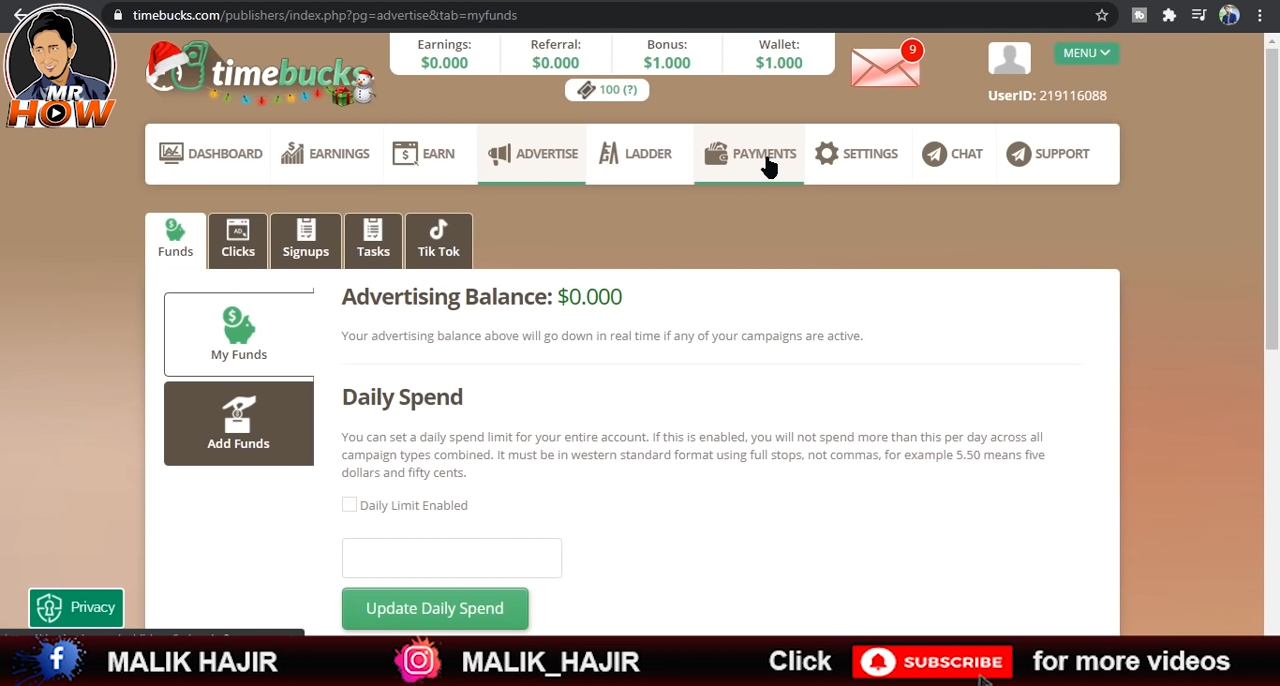 timebucks.com/publishers/index.php?pg=advertise&tab=myfunds
MR
HOW
timebucks
Earnings: Referral: Bonus: Wallet:
$0.000 $0.000 $1.000 $1.000
100 (?)
9
MENU
UserID: 219116088
DASHBOARD EARNINGS EARN ADVERTISE LADDER PAYMENTS SETTINGS CHAT SUPPORT
Funds Clicks Signups Tasks Tik Tok
My Funds
Add Funds
Advertising Balance: $0.000
Your advertising balance above will go down in real time if any of your campaigns are active.
Daily Spend
You can set a daily spend limit for your entire account. If this is enabled, you will not spend more than this per day across all
campaign types combined. It must be in western standard format using full stops, not commas, for example 5.50 means five
dollars and fifty cents.
Daily Limit Enabled
Update Daily Spend
Privacy
MALIK HAJIR MALIK_HAJIR Click SUBSCRIBE for more videos